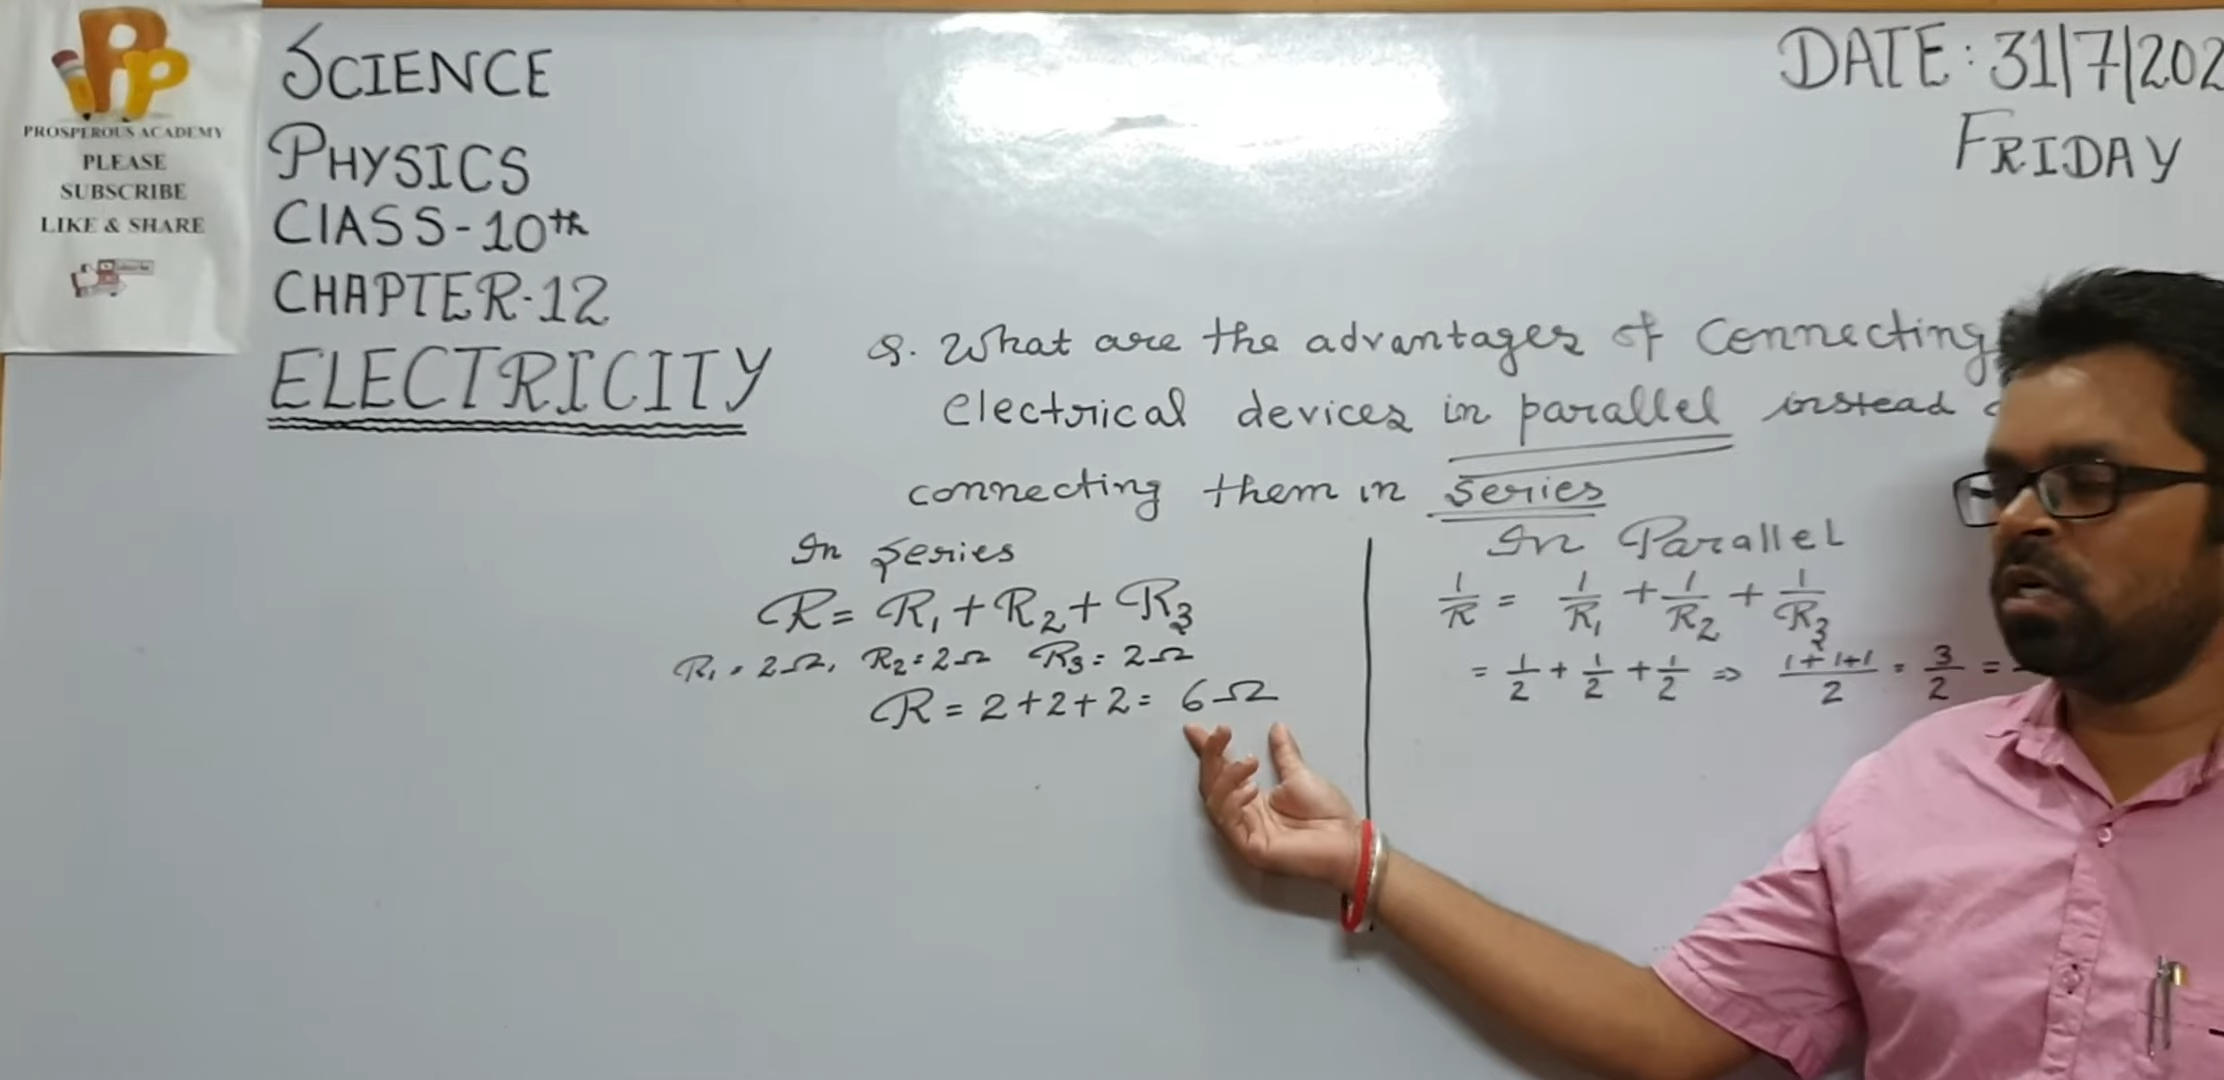 PROSPEROUS ACADEMY
PLEASE
SUBSCRIBE
LIKE & SHARE
SCIENCE
PHYSICS
ClASS-10th
CHAPTER-12
ELECTRICITY
DATE: 31/7/202
FRIDAY
Q. What are the advantages of Connecting
electrical devices in parallel instead
connecting them in series
In Series
R = R₁ + R₂ + R₃
R₁ = 2Ω, R₂ = 2Ω R₃ = 2Ω
R = 2+2+2 = 6Ω
In Parallel
1/R = 1/R₁ + 1/R₂ + 1/R₃
= 1/2 + 1/2 + 1/2 ⇒ 1+1+1/2 = 3/2 =